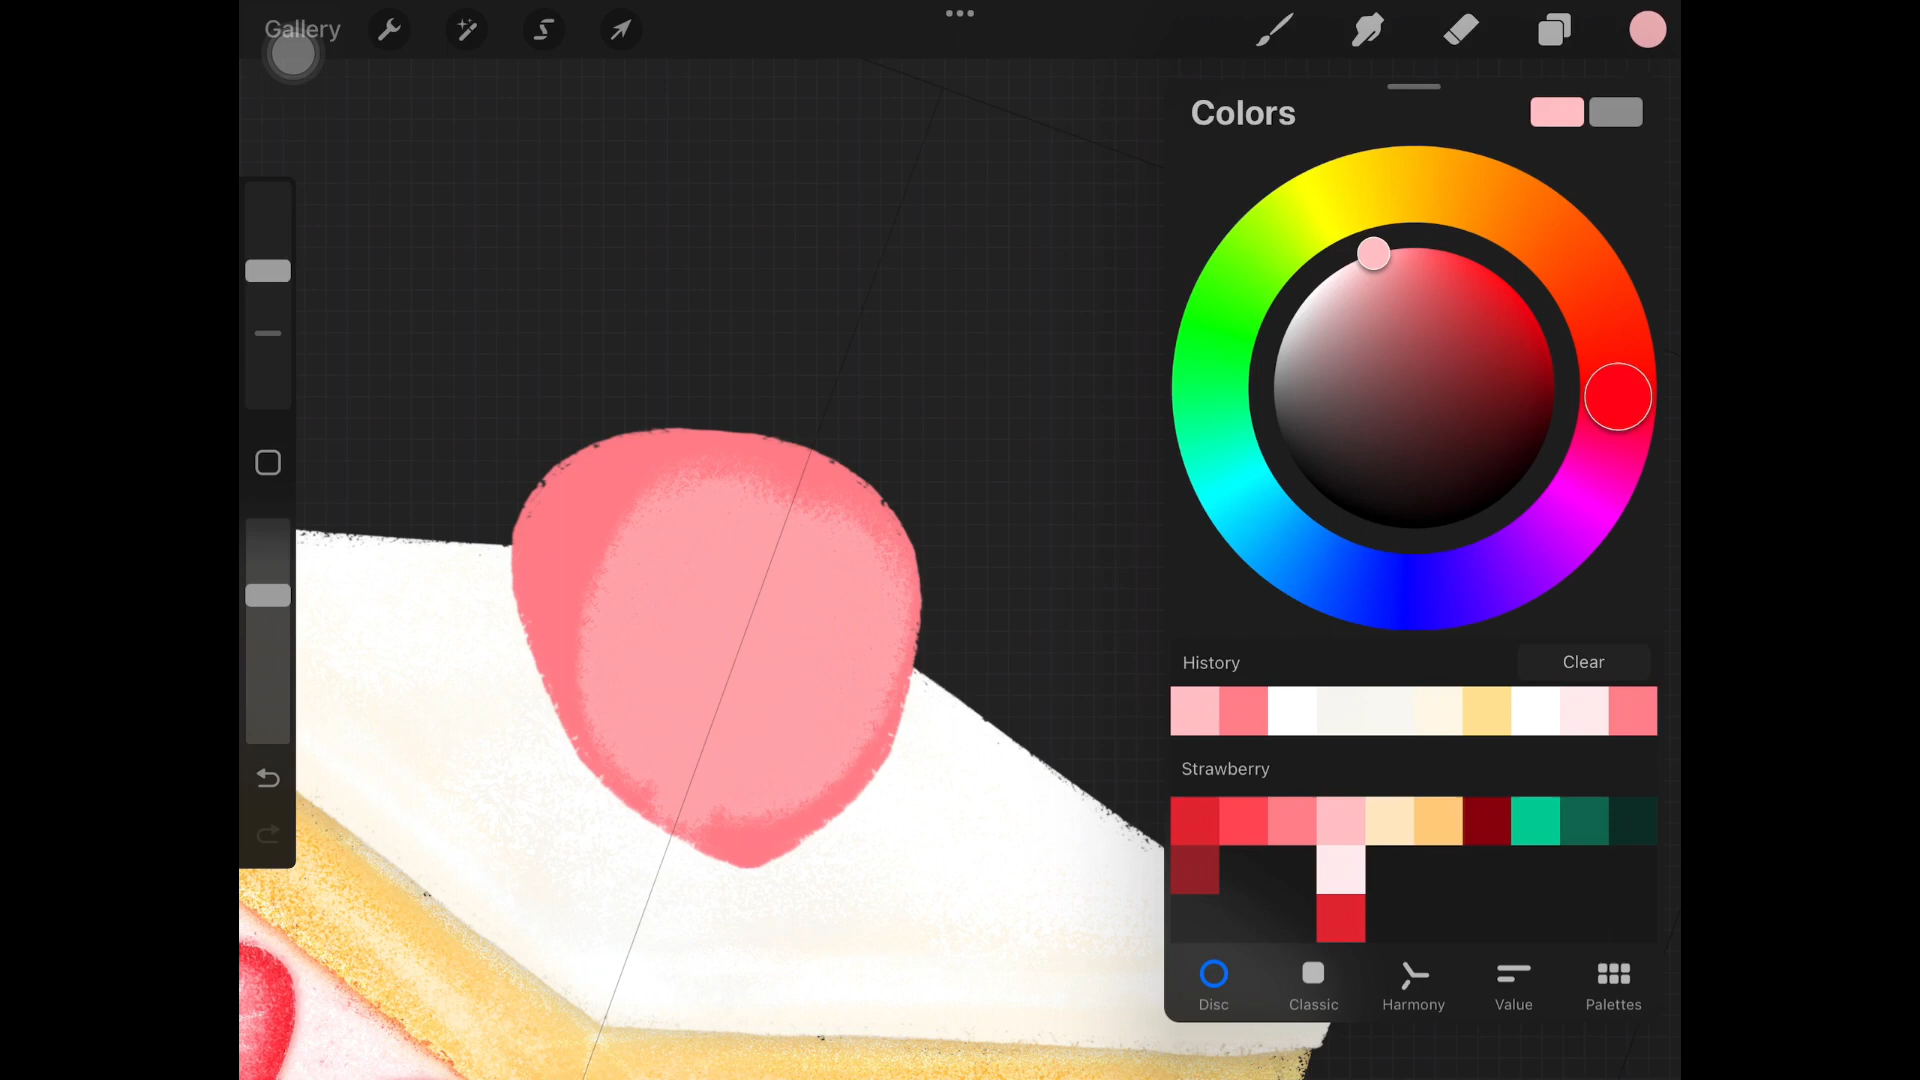 Gallery
Colors
History
Clear
Strawberry
Disc
Classic
Harmony
Value
Palettes